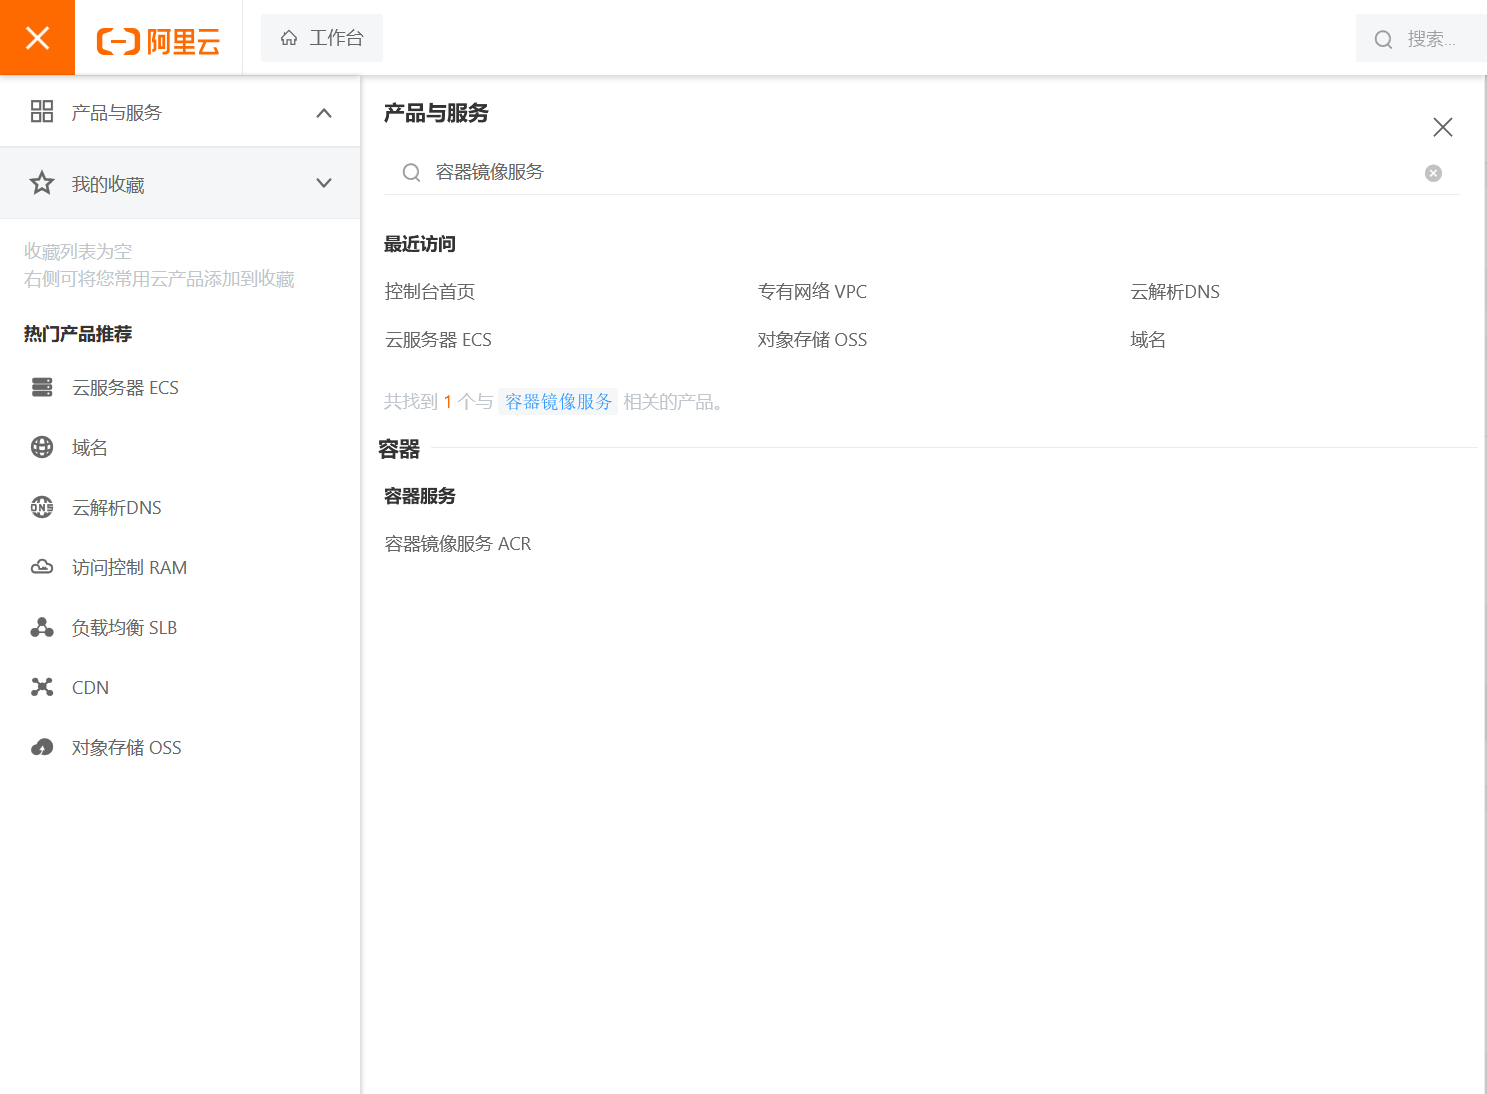 阿里云
工作台
搜索...
产品与服务
我的收藏
收藏列表为空
右侧可将您常用云产品添加到收藏
热门产品推荐
云服务器 ECS
域名
DNS
云解析DNS
访问控制 RAM
负载均衡 SLB
CDN
对象存储 OSS
产品与服务
容器镜像服务
最近访问
控制台首页 专有网络 VPC 云解析DNS
云服务器 ECS 对象存储 OSS 域名
共找到 1 个与 容器镜像服务 相关的产品。
容器
容器服务
容器镜像服务 ACR